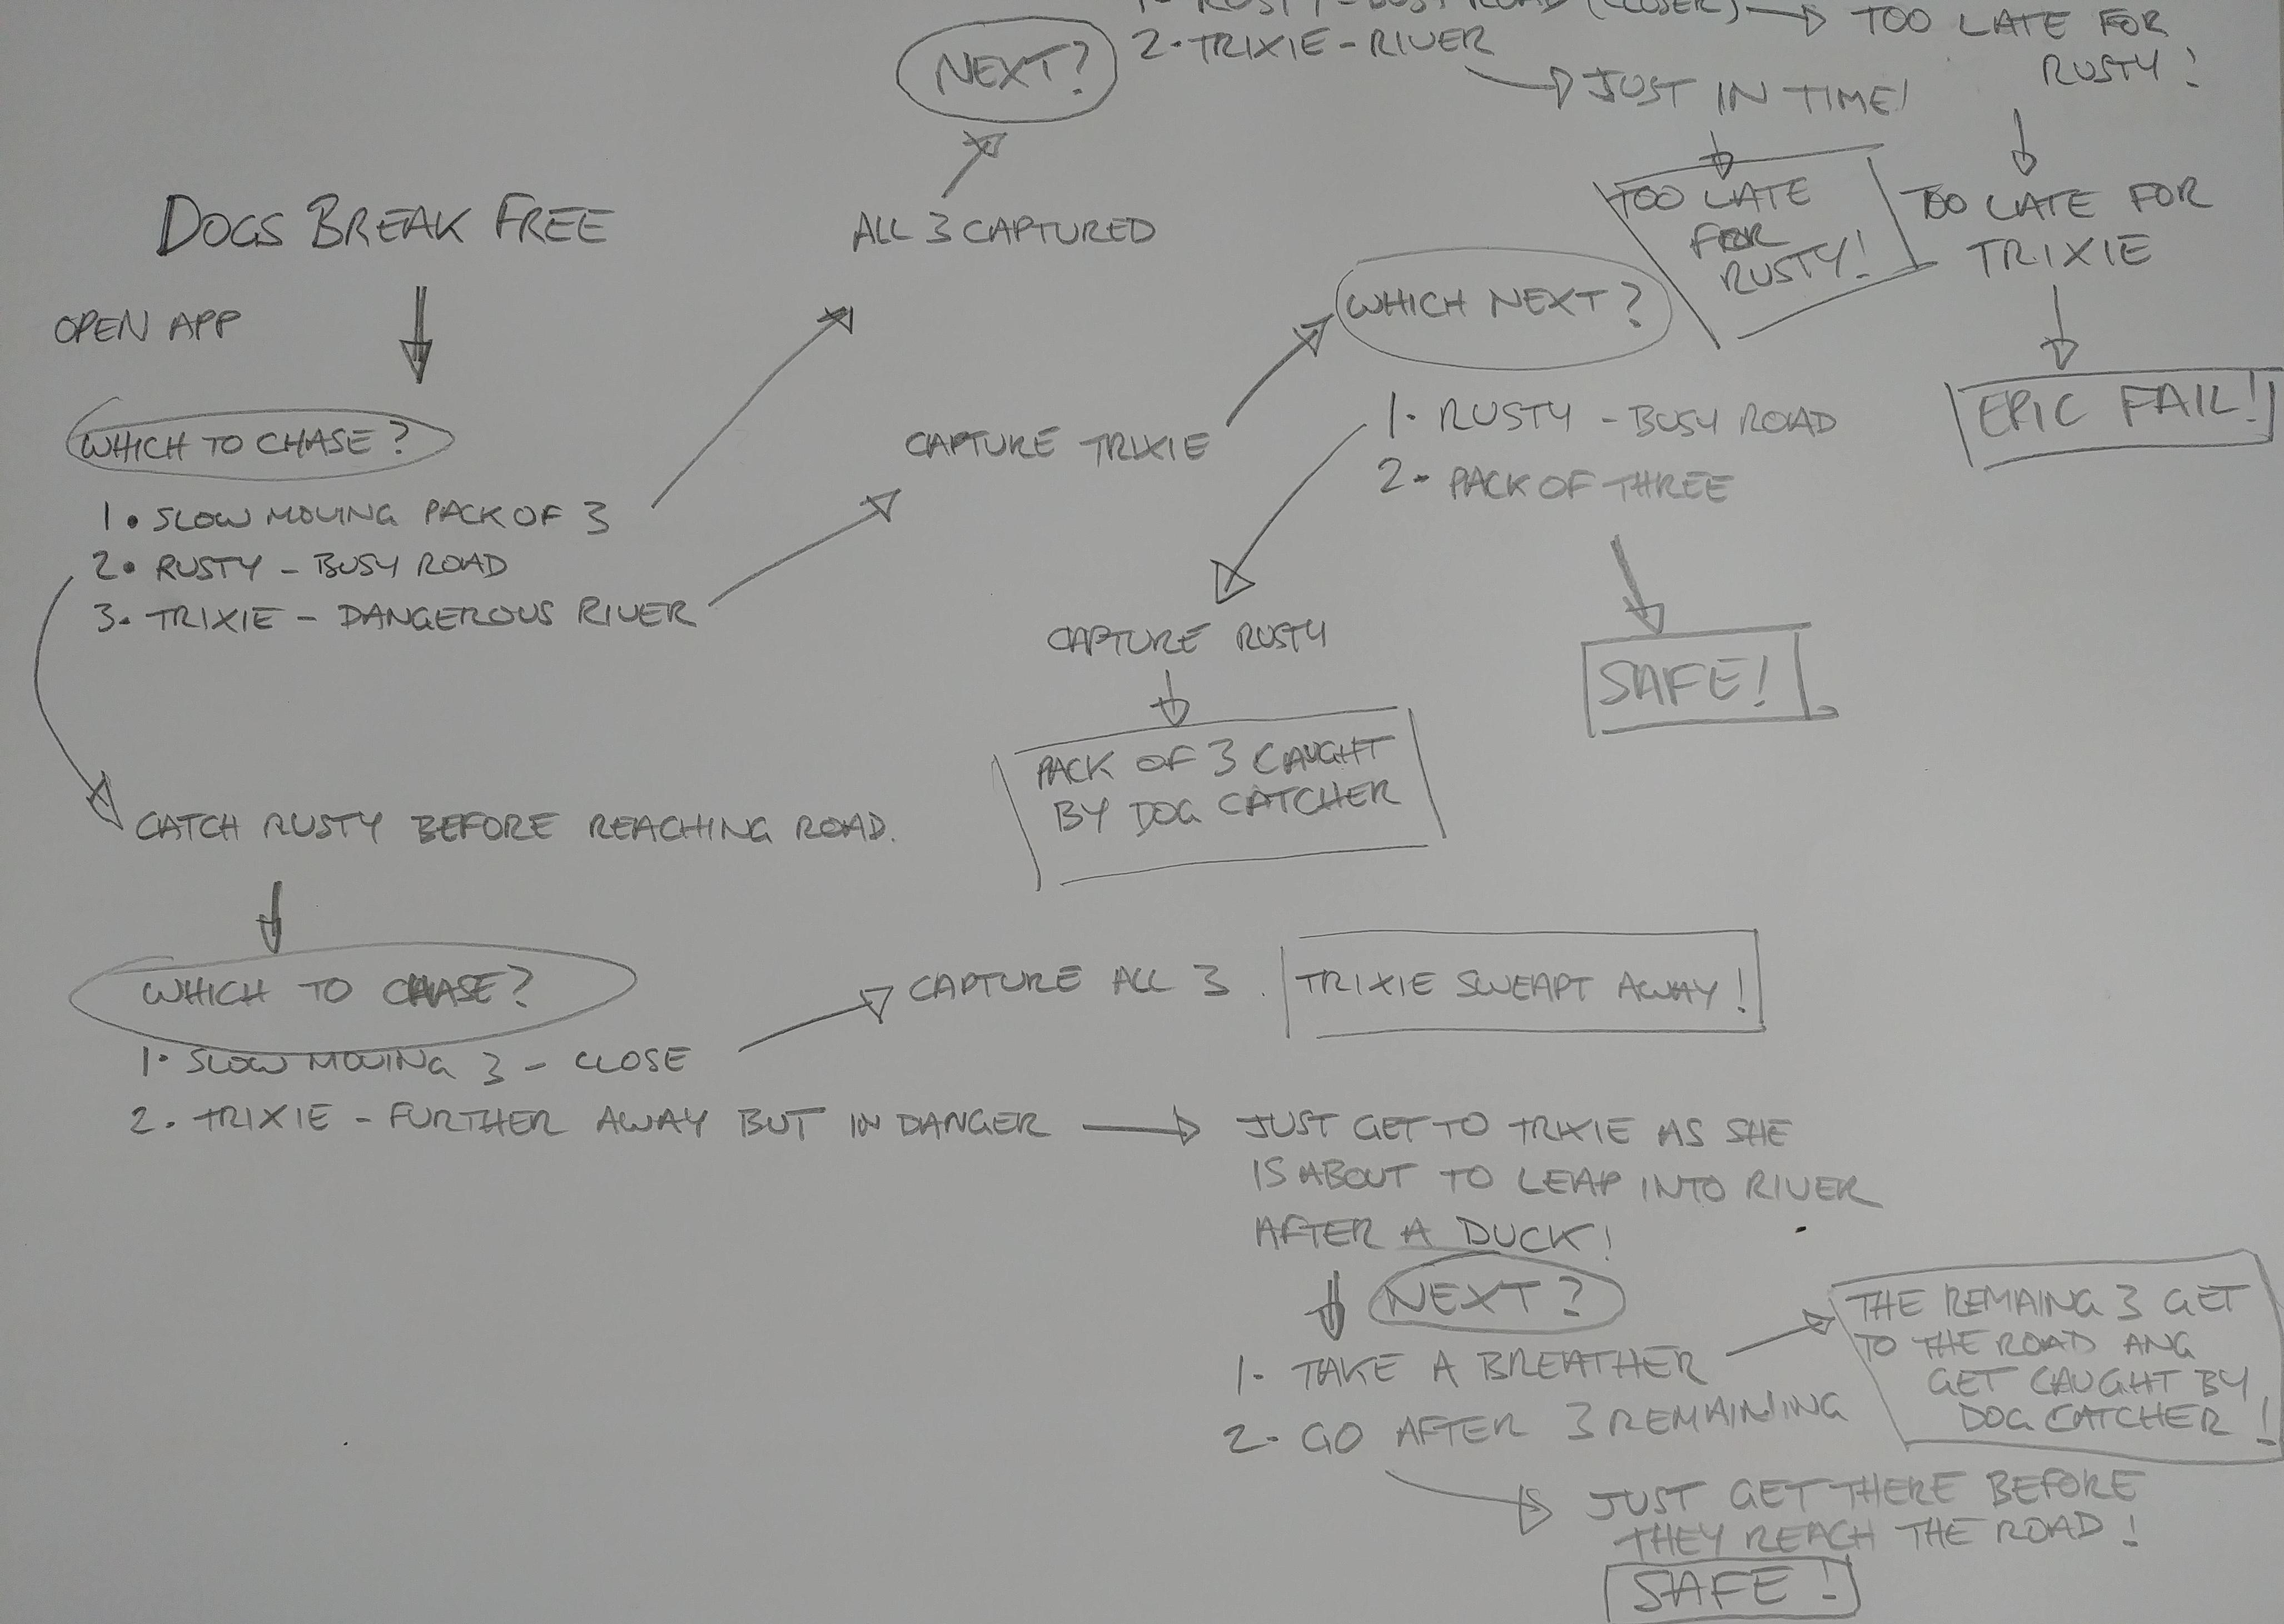 1- RUSTY - BUSY ROAD (CLOSER) → TOO LATE FOR
RUSTY!
NEXT?
2. TRIXIE - RIVER
JUST IN TIME!
TOO LATE
FOR
RUSTY!
TOO LATE FOR
TRIXIE
EPIC FAIL!
DOGS BREAK FREE
OPEN APP
ALL 3 CAPTURED
WHICH TO CHASE?
1. SLOW MOVING PACK OF 3
2. RUSTY - BUSY ROAD
3. TRIXIE - DANGEROUS RIVER
CAPTURE TRIXIE
WHICH NEXT?
1. RUSTY - BUSY ROAD
2- PACK OF THREE
SAFE!
CAPTURE RUSTY
PACK OF 3 CAUGHT
BY DOG CATCHER
CATCH RUSTY BEFORE REACHING ROAD.
WHICH TO CHASE?
1. SLOW MOVING 3 - CLOSE
2. TRIXIE - FURTHER AWAY BUT IN DANGER
CAPTURE ALL 3.
TRIXIE SWEAPT AWAY!
JUST GET TO TRIXIE AS SHE
IS ABOUT TO LEAP INTO RIVER
AFTER A DUCK!
NEXT?
1- TAKE A BREATHER
2- GO AFTER 3 REMAINING
THE REMAING 3 GET
TO THE ROAD ANG
GET CAUGHT BY
DOG CATCHER!
JUST GET THERE BEFORE
THEY REACH THE ROAD!
SAFE!